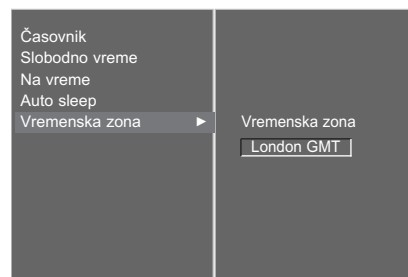 Časovnik
Slobodno vreme
Na vreme
Auto sleep
Vremenska zona ►
Vremenska zona
London GMT